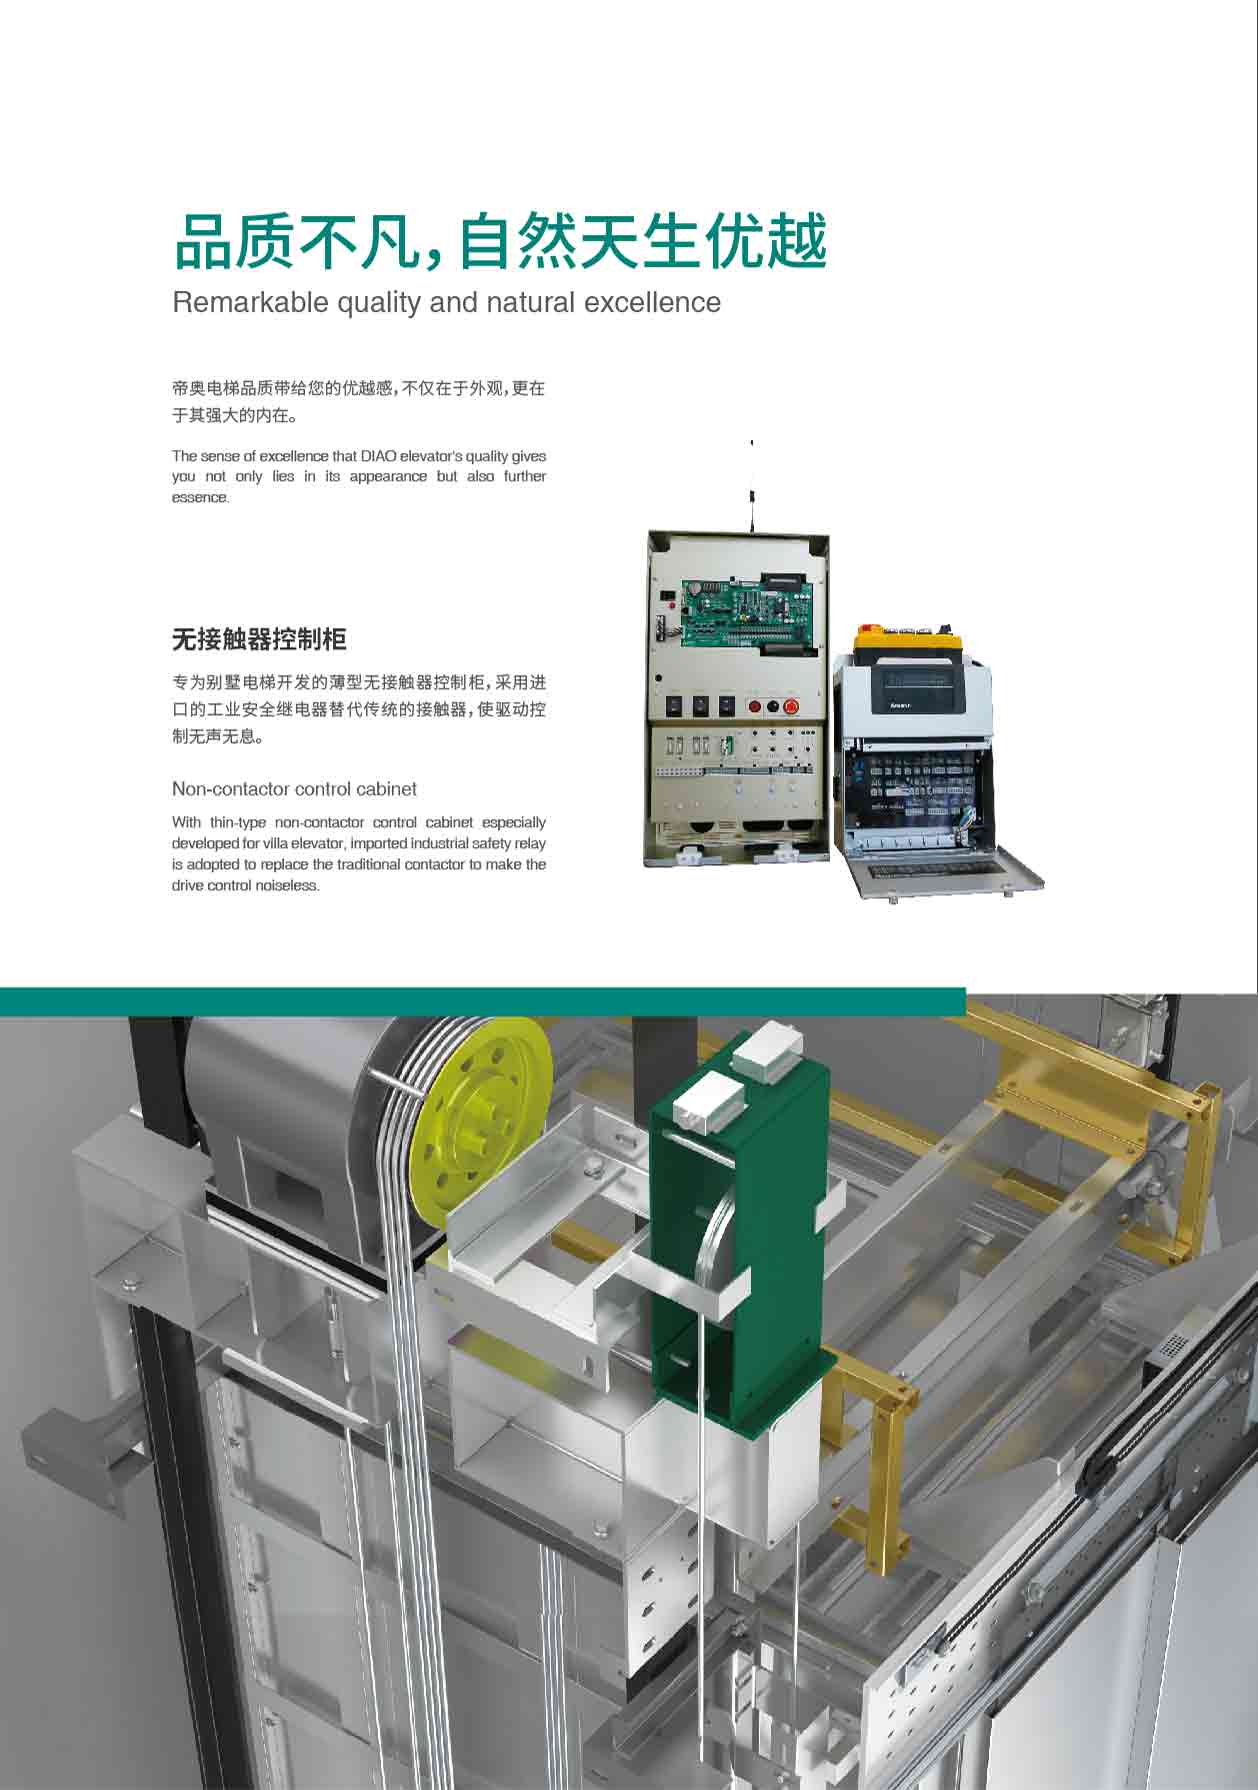 品质不凡，自然天生优越
Remarkable quality and natural excellence
帝奥电梯品质带给您的优越感，不仅在于外观，更在
于其强大的内在。
The sense of excellence that DIAO elevator's quality gives
you not only lies in its appearance but also further
essence.
无接触器控制柜
专为别墅电梯开发的薄型无接触器控制柜，采用进
口的工业安全继电器替代传统的接触器，使驱动控
制无声无息。
Non-contactor control cabinet
With thin-type non-contactor control cabinet especially
developed for villa elevator, imported industrial safety relay
is adopted to replace the traditional contactor to make the
drive control noiseless.